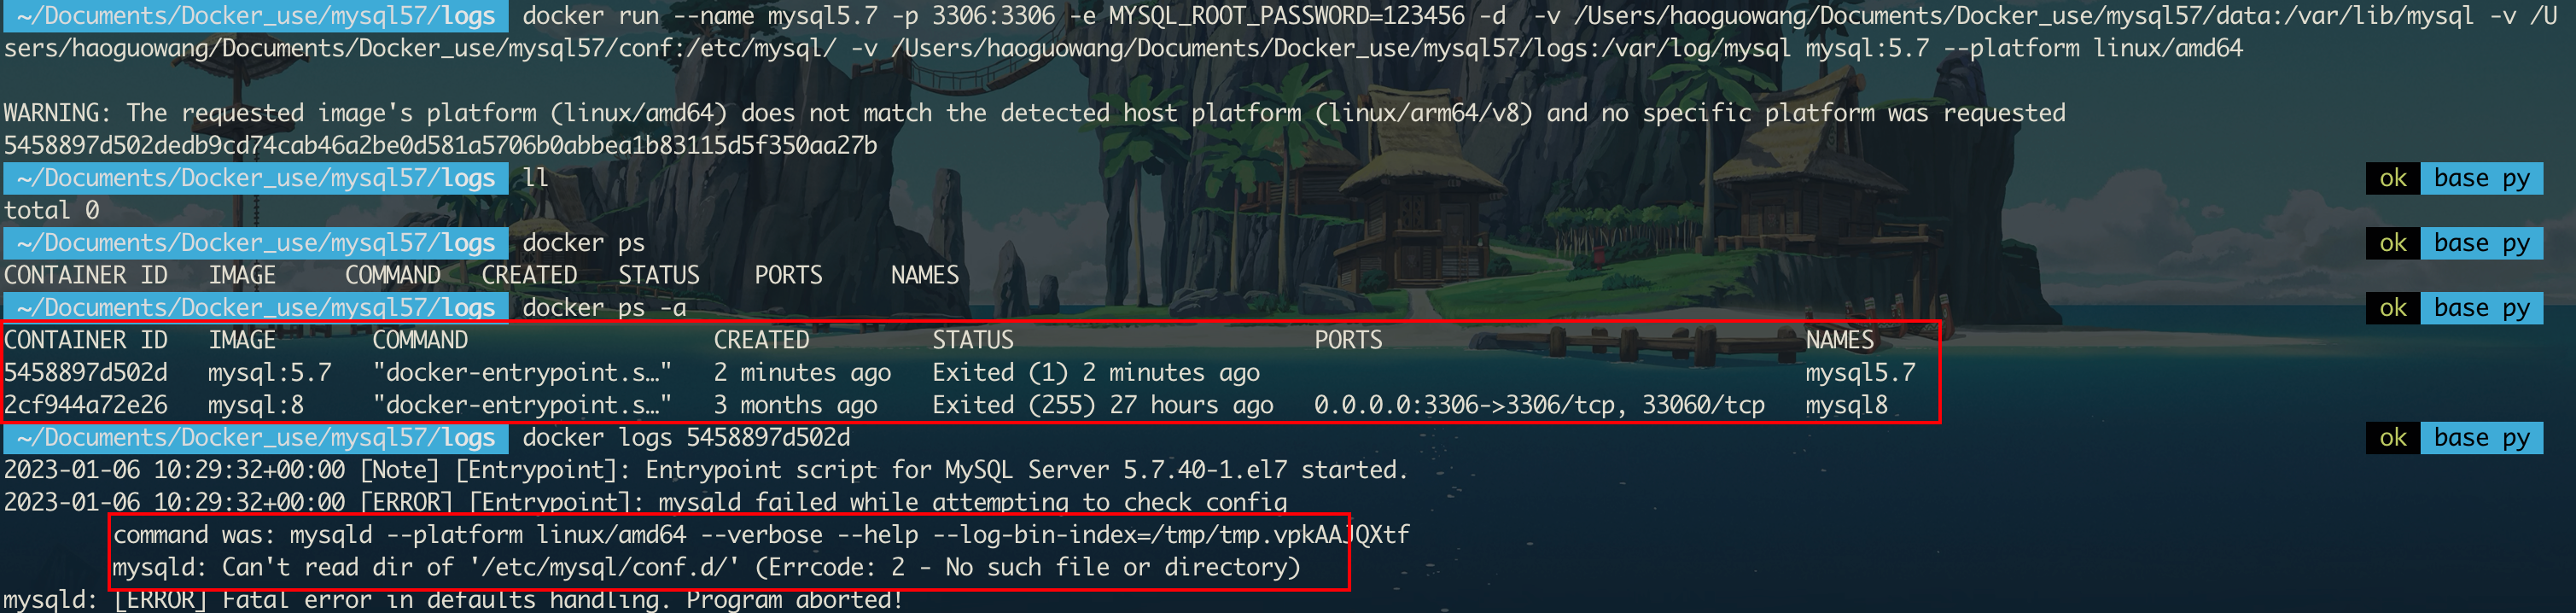 ~/Documents/Docker_use/mysql57/logs docker run --name mysql5.7 -p 3306:3306 -e MYSQL_ROOT_PASSWORD=123456 -d  -v /Users/haoguowang/Documents/Docker_use/mysql57/data:/var/lib/mysql -v /U
sers/haoguowang/Documents/Docker_use/mysql57/conf:/etc/mysql/ -v /Users/haoguowang/Documents/Docker_use/mysql57/logs:/var/log/mysql mysql:5.7 --platform linux/amd64
WARNING: The requested image's platform (linux/amd64) does not match the detected host platform (linux/arm64/v8) and no specific platform was requested
5458897d502dedb9cd74cab46a2be0d581a5706b0abbea1b83115d5f350aa27b
~/Documents/Docker_use/mysql57/logs ll ok base py
total 0
~/Documents/Docker_use/mysql57/logs docker ps ok base py
CONTAINER ID IMAGE COMMAND CREATED STATUS PORTS NAMES
~/Documents/Docker_use/mysql57/logs docker ps -a ok base py
CONTAINER ID IMAGE COMMAND CREATED STATUS PORTS NAMES
5458897d502d mysql:5.7 "docker-entrypoint.s…" 2 minutes ago Exited (1) 2 minutes ago mysql5.7
2cf944a72e26 mysql:8 "docker-entrypoint.s…" 3 months ago Exited (255) 27 hours ago 0.0.0.0:3306->3306/tcp, 33060/tcp mysql8
~/Documents/Docker_use/mysql57/logs docker logs 5458897d502d ok base py
2023-01-06 10:29:32+00:00 [Note] [Entrypoint]: Entrypoint script for MySQL Server 5.7.40-1.el7 started.
2023-01-06 10:29:32+00:00 [ERROR] [Entrypoint]: mysqld failed while attempting to check config
command was: mysqld --platform linux/amd64 --verbose --help --log-bin-index=/tmp/tmp.vpkAAJQXtf
mysqld: Can't read dir of '/etc/mysql/conf.d/' (Errcode: 2 - No such file or directory)
mysqld: [ERROR] Fatal error in defaults handling. Program aborted!